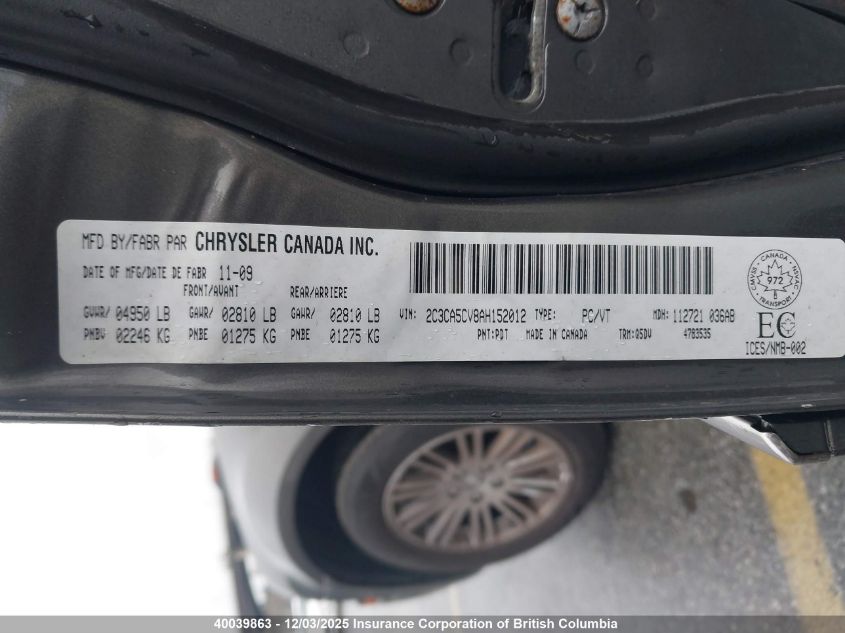 MFD BY/FABR PAR CHRYSLER CANADA INC.
DATE OF MFG/DATE DE FABR 11-09
FRONT/AVANT REAR/ARRIERE
GVWR/ 04950 LB GAWR/ 02810 LB GAWR/ 02810 LB
PNBV 02246 KG PNBE 01275 KG PNBE 01275 KG
VIN: 2C3CA5CV8AH152012 TYPE: PC/VT MDH: 112721 036AB
PNT:PDT MADE IN CANADA TRM:05DV 4783535
CMVSS - CANADA - NVSAC
972
TRANSPORT
EC
ICES/NMB-002
40039863 - 12/03/2025 Insurance Corporation of British Columbia